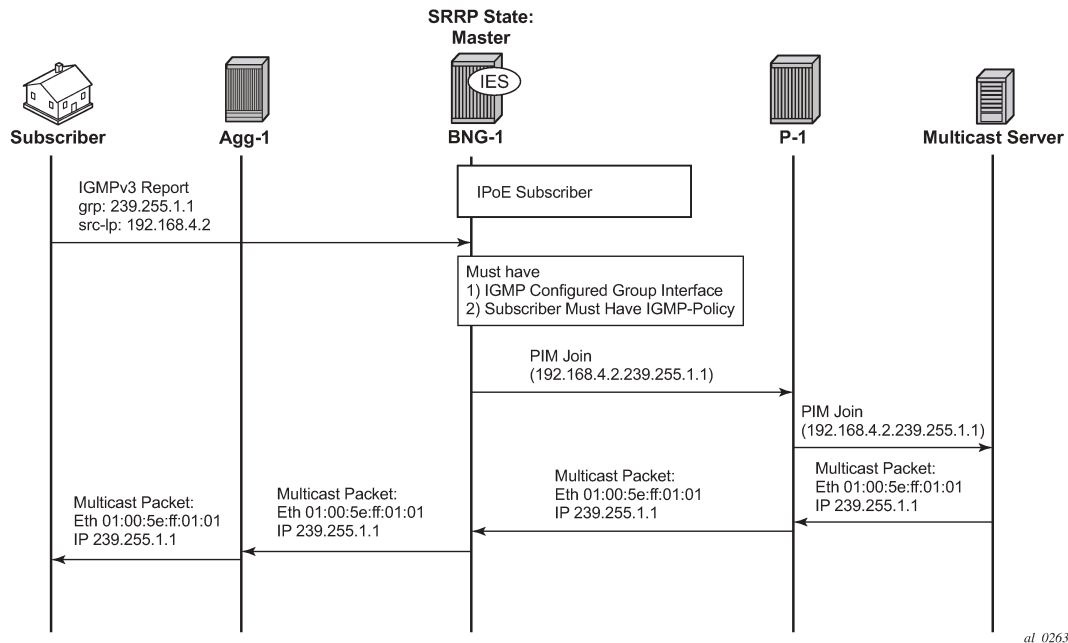 SRRP State:
Master
IES
Subscriber
Agg-1
BNG-1
P-1
Multicast Server
IGMPv3 Report
grp: 239.255.1.1
src-lp: 192.168.4.2
IPoE Subscriber
Must have
1) IGMP Configured Group Interface
2) Subscriber Must Have IGMP-Policy
PIM Join
(192.168.4.2.239.255.1.1)
PIM Join
(192.168.4.2.239.255.1.1)
Multicast Packet:
Eth 01:00:5e:ff:01:01
IP 239.255.1.1
Multicast Packet:
Eth 01:00:5e:ff:01:01
IP 239.255.1.1
Multicast Packet:
Eth 01:00:5e:ff:01:01
IP 239.255.1.1
Multicast Packet:
Eth 01:00:5e:ff:01:01
IP 239.255.1.1
al_0263